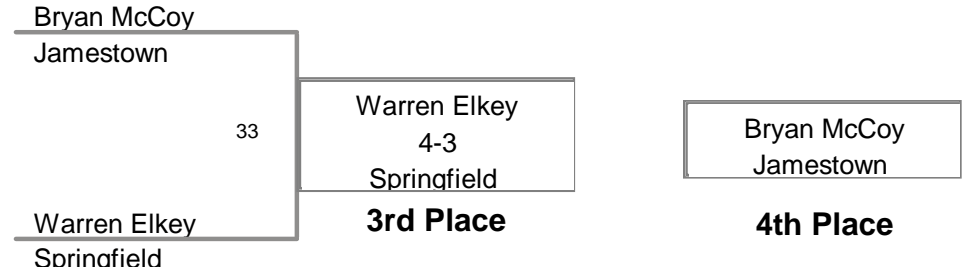 Bryan McCoy
Jamestown
33
Warren Elkey
4-3
Springfield
3rd Place
Bryan McCoy
Jamestown
4th Place
Warren Elkey
Springfield